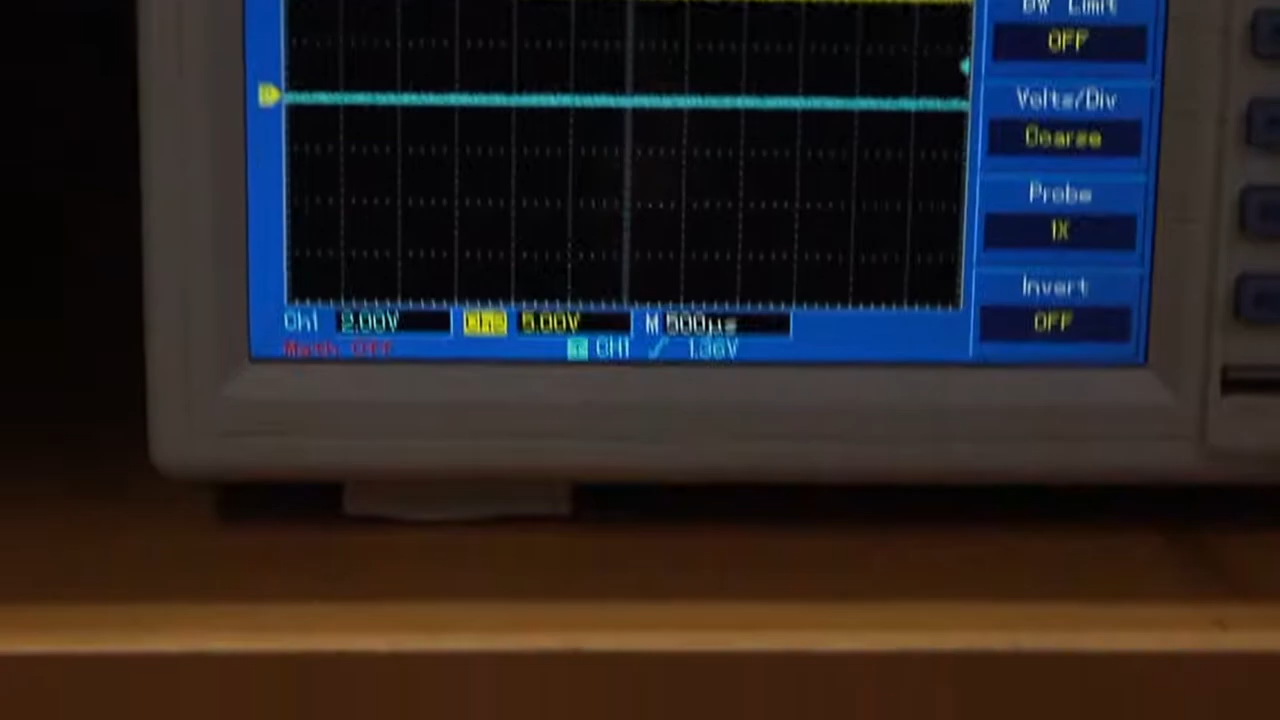 BW Limit
OFF
Volts/Div
Coarse
Probe
1X
Invert
OFF
Ch1 2.00V Ch2 5.00V M 500µs
Math OFF CH1 1.36V